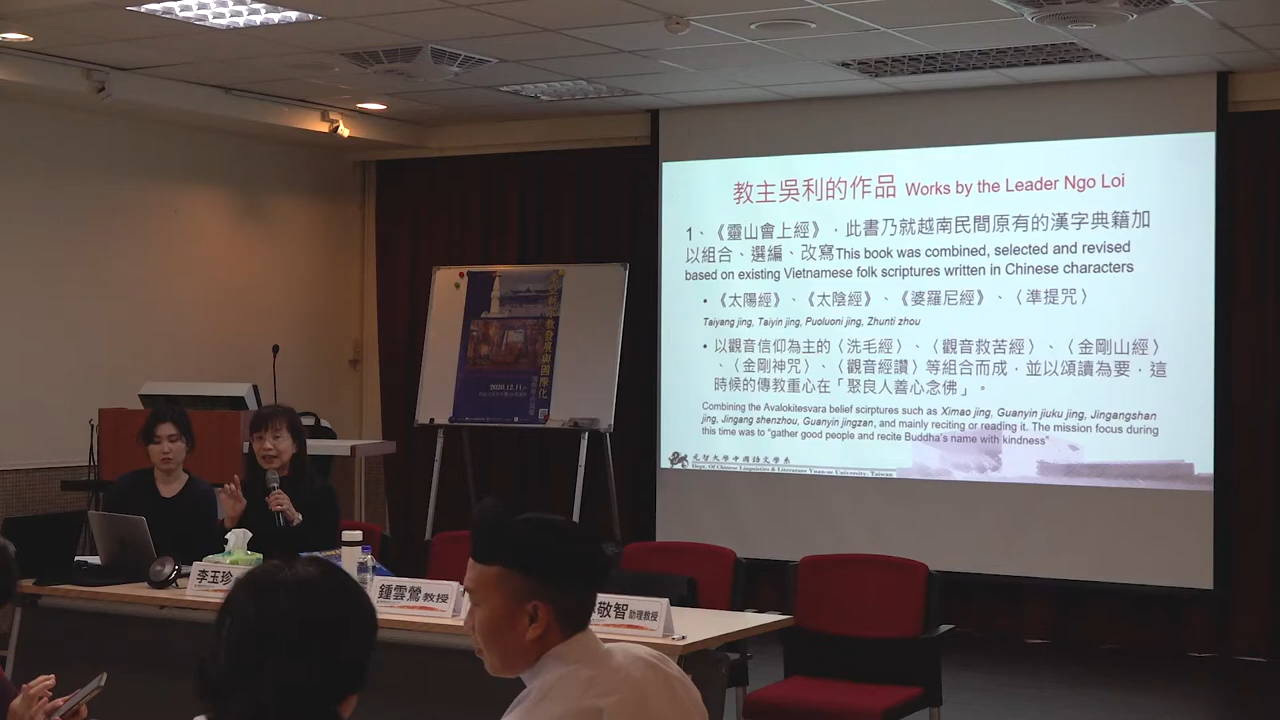 教主吳利的作品 Works by the Leader Ngo Loi
1、《靈山會上經》，此書乃就越南民間原有的漢字典籍加
以組合、選編、改寫This book was combined, selected and revised
based on existing Vietnamese folk scriptures written in Chinese characters
•《太陽經》、《太陰經》、《婆羅尼經》、〈準提咒〉
Taiyang jing, Taiyin jing, Puoluoni jing, Zhunti zhou
• 以觀音信仰為主的〈洗毛經〉、〈觀音救苦經〉、〈金剛山經〉
、〈金剛神咒〉、〈觀音經讚〉等組合而成，並以頌讀為要，這
時候的傳教重心在「聚良人善心念佛」。
Combining the Avalokitesvara belief scirptures such as Ximao jing, Guanyin jiuku jing, Jingangshan
jing, Jingang shenzhou, Guanyin jingzan, and mainly reciting or reading it. The mission focus during
this time was to “gather good people and recite Buddha's name with kindness”
元智大學中國語文學系
Dept. Of Chinese Linguistics & Literature Yuan-ze University, Taiwan
宗教發展與國際化
2020.12.11
李玉珍
鍾雲鶯 教授
敬智 助理教授